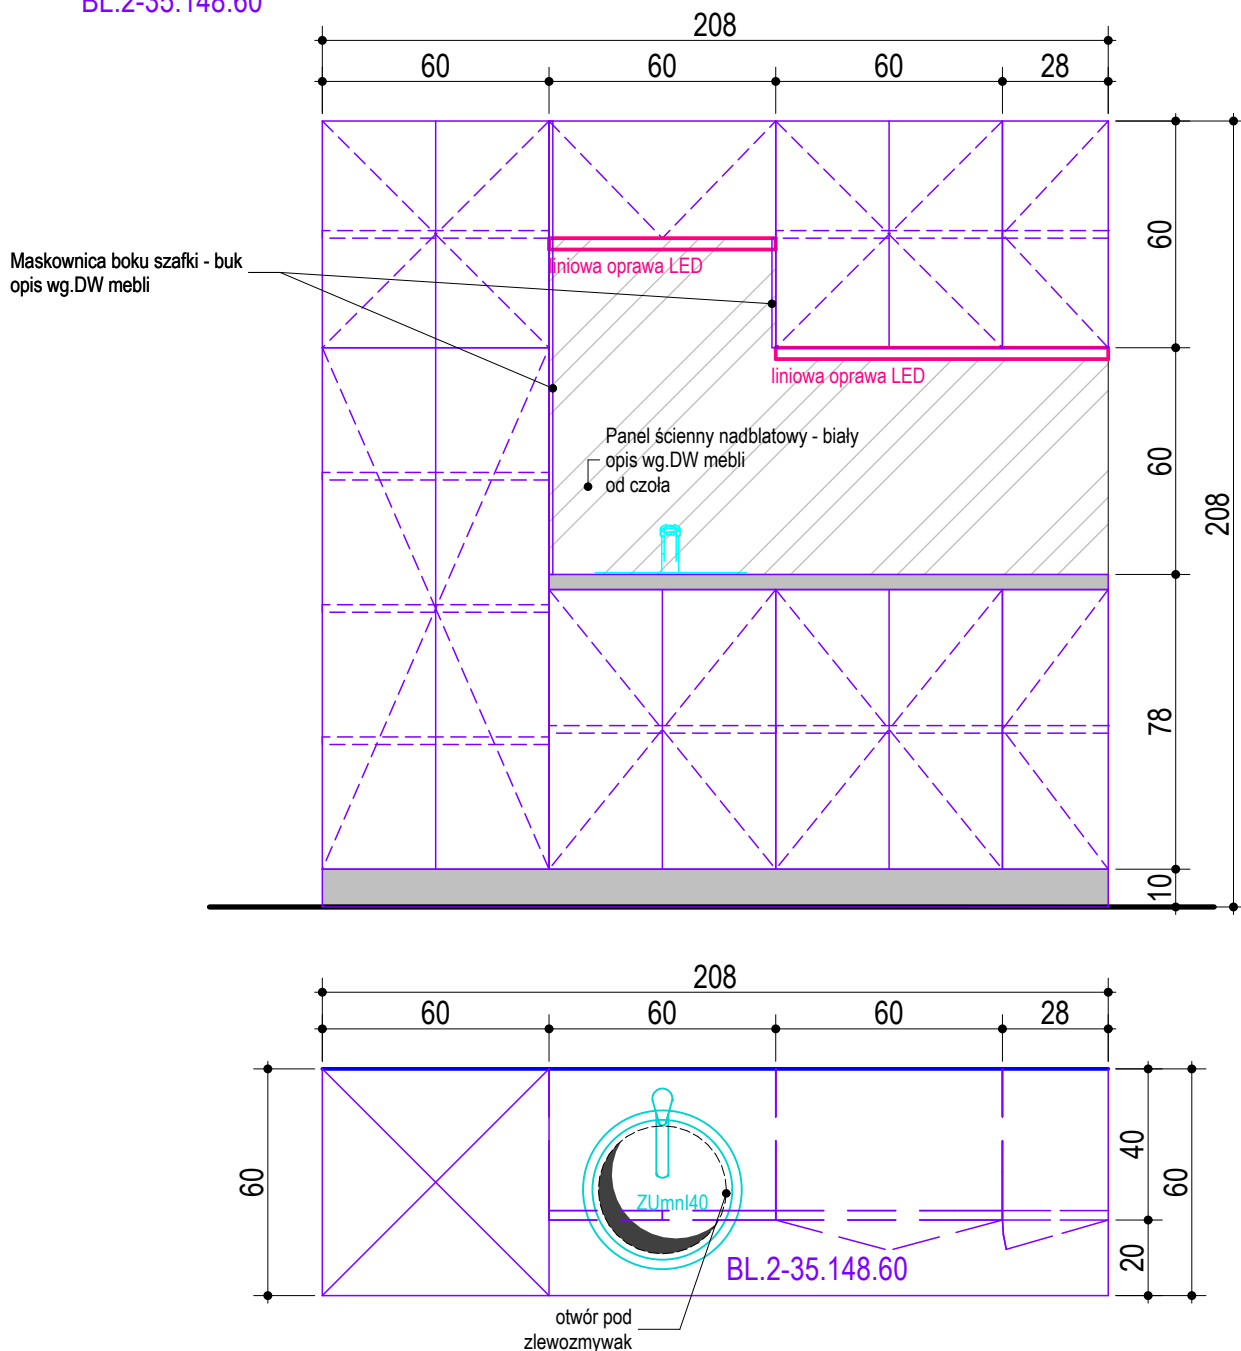 BL.2-35.148.60
208
60 60 60 28
60
Maskownica boku szafki - buk
opis wg.DW mebli
liniowa oprawa LED
liniowa oprawa LED
Panel ścienny nadblatowy - biały
opis wg.DW mebli
od czoła
60
208
78
10
208
60 60 60 28
60
40
60
20
ZUmnl40
BL.2-35.148.60
otwór pod
zlewozmywak